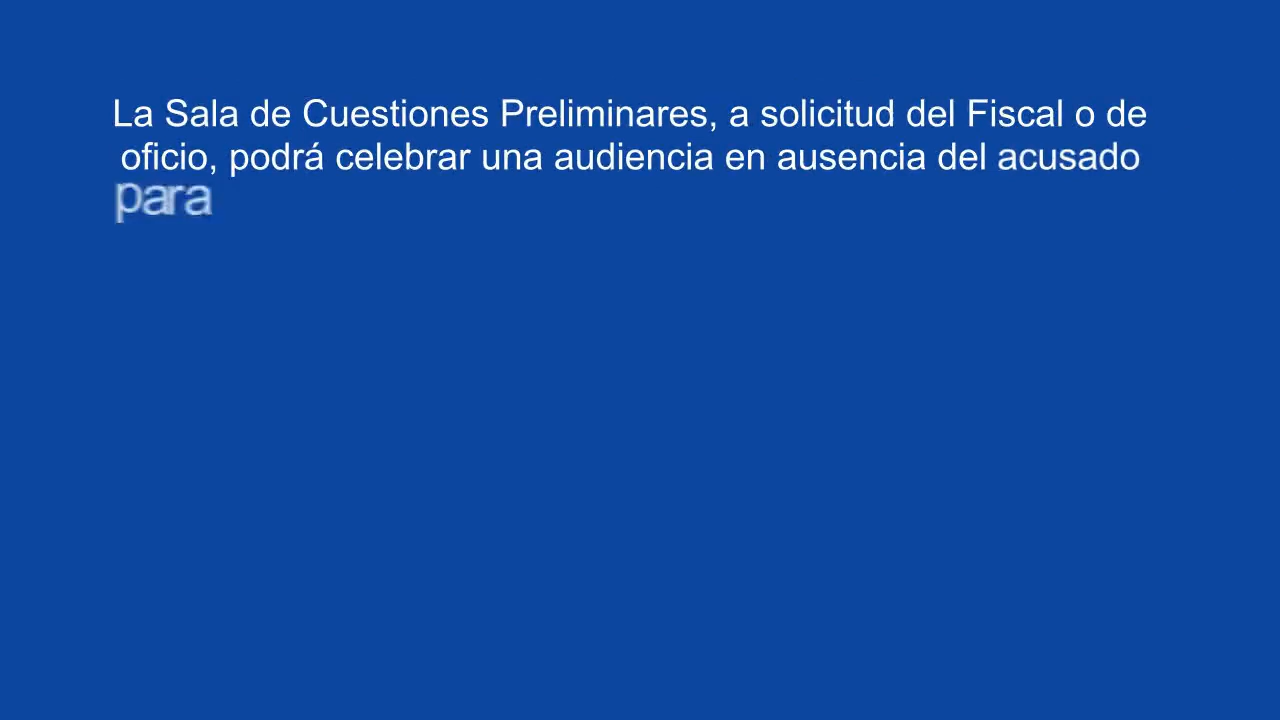 La Sala de Cuestiones Preliminares, a solicitud del Fiscal o de
oficio, podrá celebrar una audiencia en ausencia del acusado
para